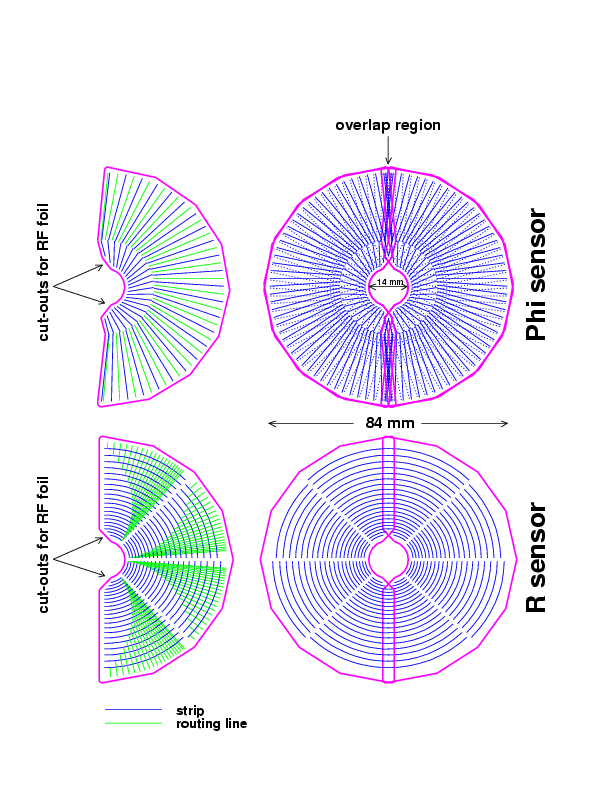 overlap region
cut-outs for RF foil
14 mm
Phi sensor
84 mm
cut-outs for RF foil
R sensor
strip
routing line